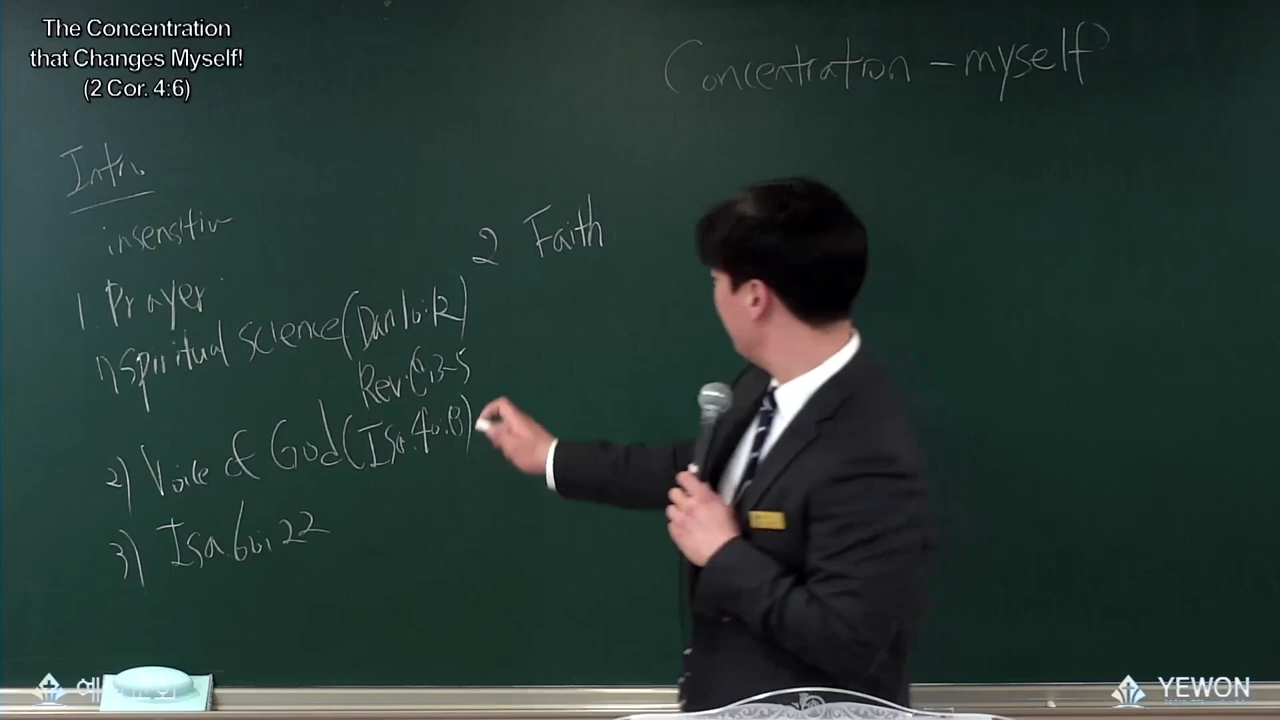 The Concentration
that Changes Myself!
(2 Cor. 4:6)
Concentration - myself
Intro.
insensitiv
1. Prayer
1) Spiritual science (Dan 10:12)
Rev. 8:3-5
2) Voice of God (Isa. 40:8)
3) Isa 60:22
2 Faith
YEWON